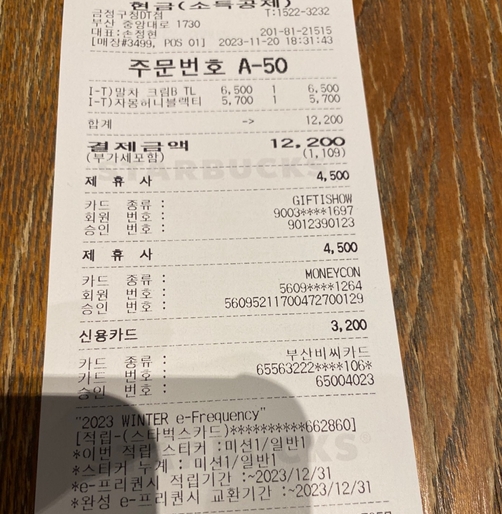 현금(소득공제)
금정구청DT점 T:1522-3232
부산 중앙대로 1730
대표:손정현 201-81-21515
[매장#3499, POS 01] 2023-11-20 18:31:43
주문번호 A-50
I-T)말차 크림B TL 6,500 1 6,500
I-T)자몽허니블랙티 5,700 1 5,700
합계 -> 12,200
결제금액 12,200
(부가세포함) (1,109)
STARBUCKS
제 휴 사 4,500
카드 종류 : GIFTISHOW
회원 번호 : 9003****1697
승인 번호 : 9012390123
제 휴 사 4,500
카드 종류 : MONEYCON
회원 번호 : 5609****1264
승인 번호 : 56095211700472700129
신용카드 3,200
카드 종류 : 부산비씨카드
카드 번호 : 65563222****106*
승인 번호 : 65004023
"2023 WINTER e-Frequency"
[적립-(스타벅스카드)**********662860]
*이번 적립 스티커 :미션1/일반1
*스티커 누계 : 미션1/일반1
*e-프리퀀시 적립기간 :~2023/12/31
*완성 e-프리퀀시 교환기간 :~2023/12/31